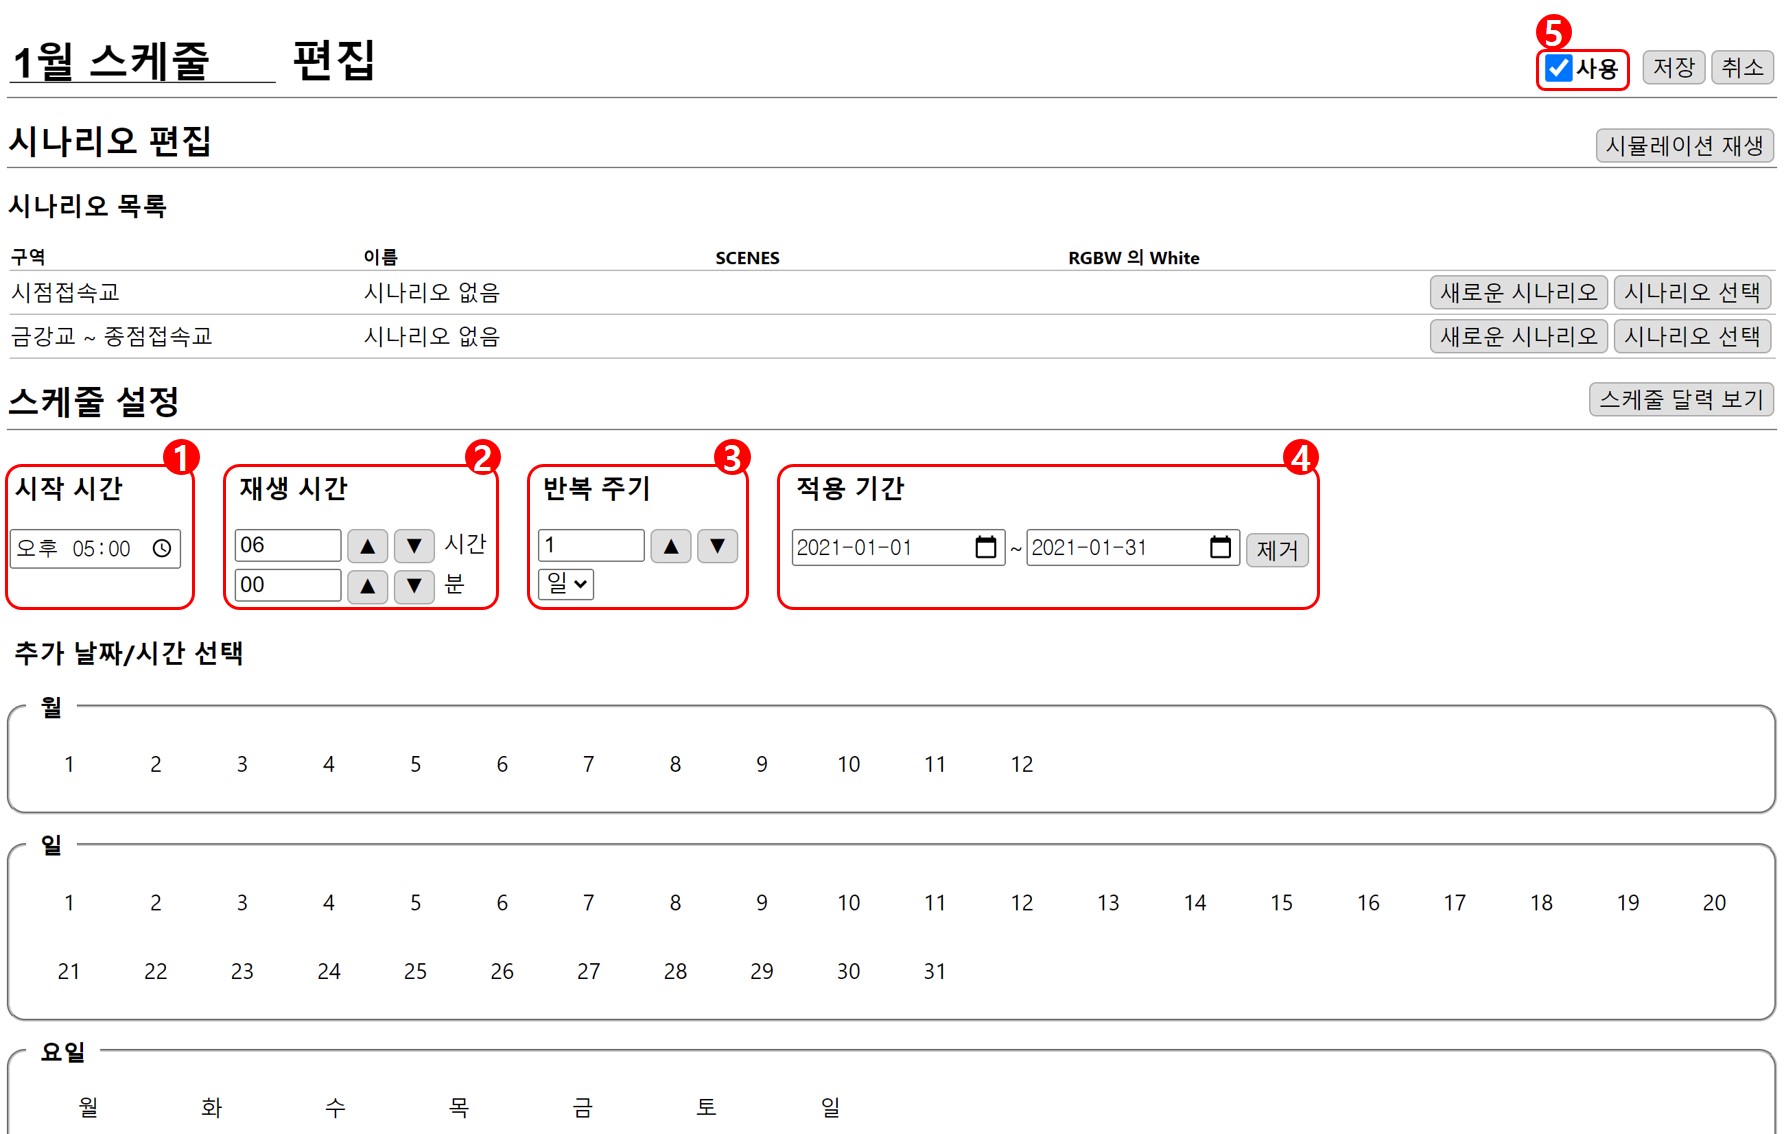 1월 스케줄 편집
5
사용 저장 취소
시나리오 편집 시뮬레이션 재생
시나리오 목록
구역 이름 SCENES RGBW 의 White
시점접속교 시나리오 없음 새로운 시나리오 시나리오 선택
금강교 ~ 종점접속교 시나리오 없음 새로운 시나리오 시나리오 선택
스케줄 설정 스케줄 달력 보기
1 2 3 4
시작 시간 재생 시간 반복 주기 적용 기간
오후 05:00 06 ▲ ▼ 시간 1 ▲ ▼ 2021-01-01 ~ 2021-01-31 제거
00 ▲ ▼ 분 일
추가 날짜/시간 선택
월
1 2 3 4 5 6 7 8 9 10 11 12
일
1 2 3 4 5 6 7 8 9 10 11 12 13 14 15 16 17 18 19 20
21 22 23 24 25 26 27 28 29 30 31
요일
월 화 수 목 금 토 일